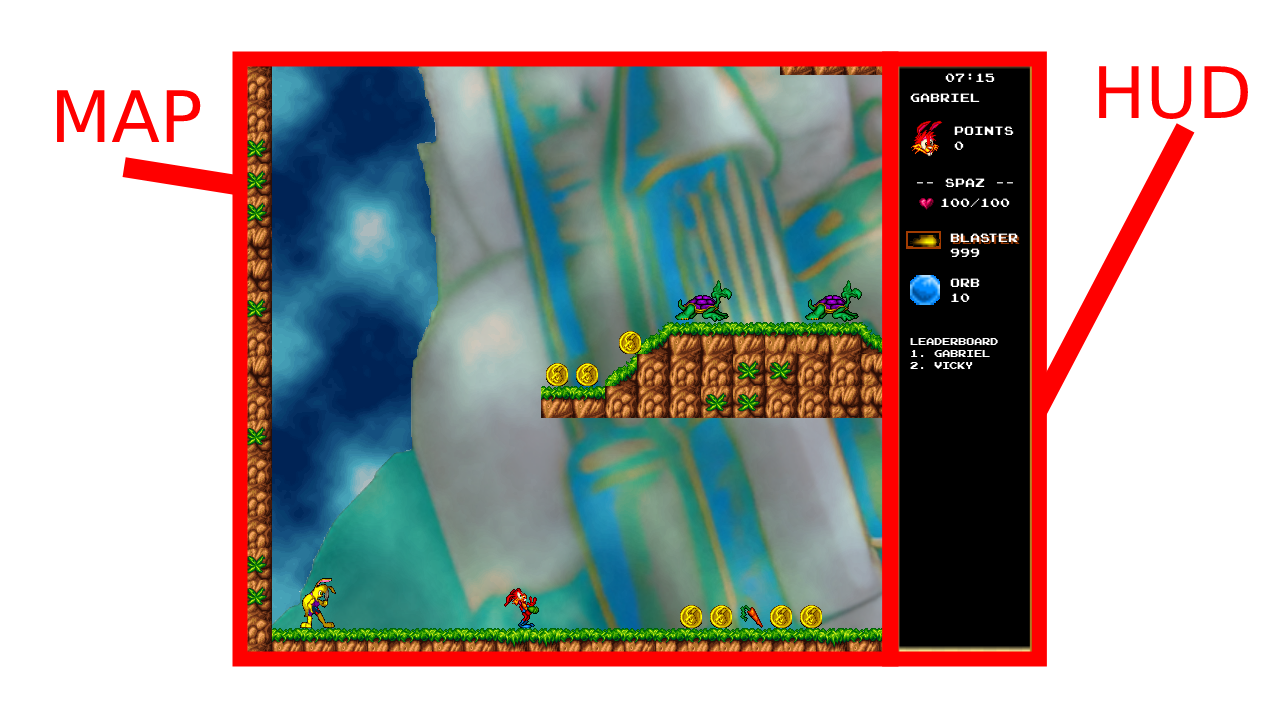 MAP
HUD
07:15
GABRIEL
POINTS
0
-- SPAZ --
100/100
BLASTER
999
ORB
10
LEADERBOARD
1. GABRIEL
2. VICKY